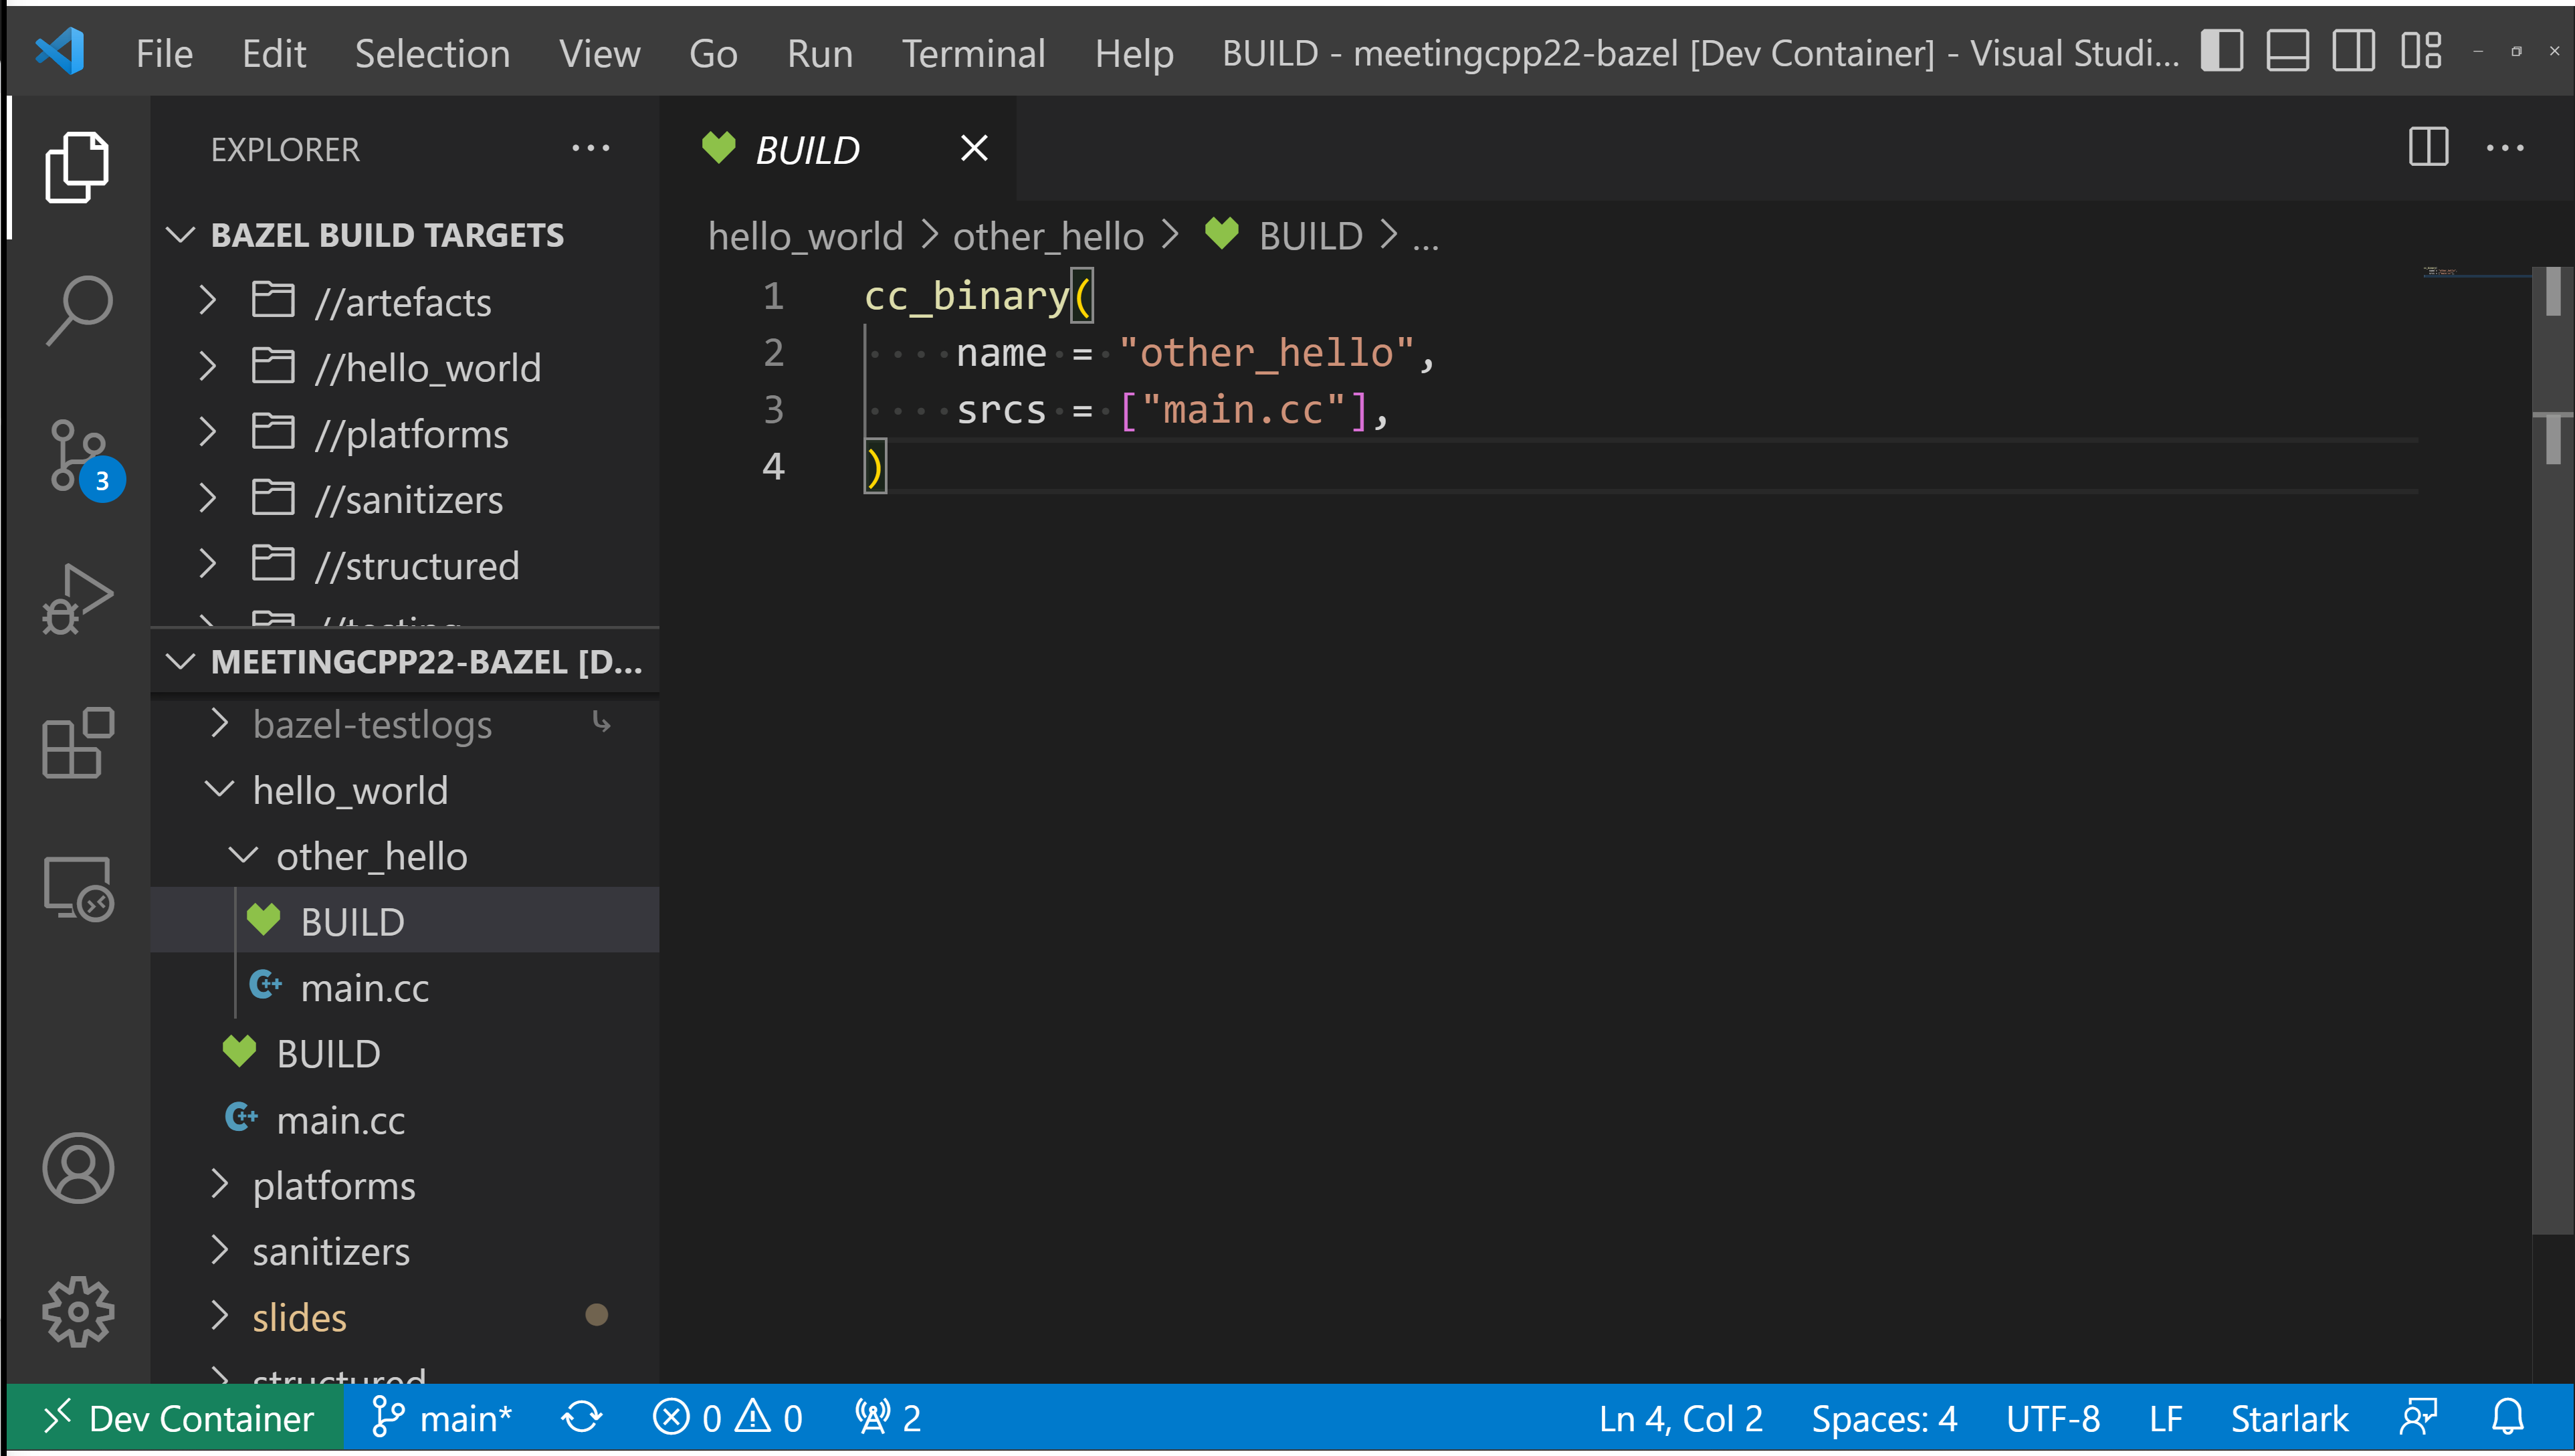 File Edit Selection View Go Run Terminal Help BUILD - meetingcpp22-bazel [Dev Container] - Visual Studi...
EXPLORER
BAZEL BUILD TARGETS
//artefacts
//hello_world
//platforms
//sanitizers
//structured
//testing
MEETINGCPP22-BAZEL [D...
bazel-testlogs
hello_world
other_hello
BUILD
main.cc
BUILD
main.cc
platforms
sanitizers
slides
structured
3
BUILD
hello_world > other_hello > BUILD > ...
1 cc_binary(
2 name = "other_hello",
3 srcs = ["main.cc"],
4 )
Dev Container main* 0 0 2 Ln 4, Col 2 Spaces: 4 UTF-8 LF Starlark